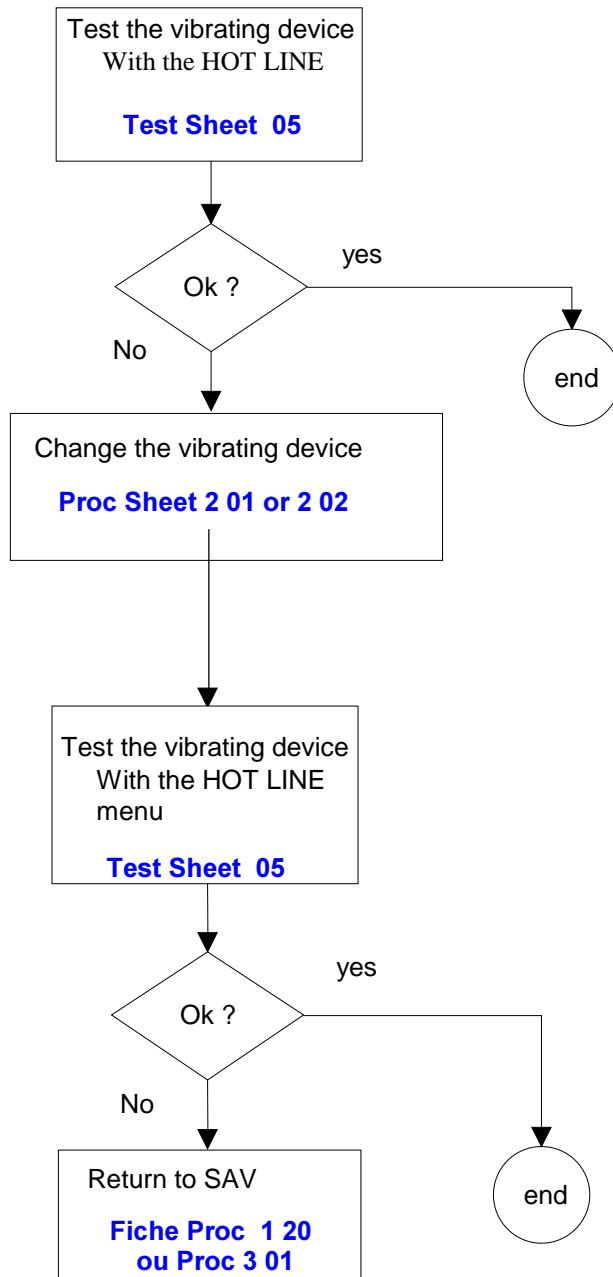 Test the vibrating device
With the HOT LINE
Test Sheet 05
Ok ?
yes
end
No
Change the vibrating device
Proc Sheet 2 01 or 2 02
Test the vibrating device
With the HOT LINE
menu
Test Sheet 05
Ok ?
yes
end
No
Return to SAV
Fiche Proc 1 20
ou Proc 3 01